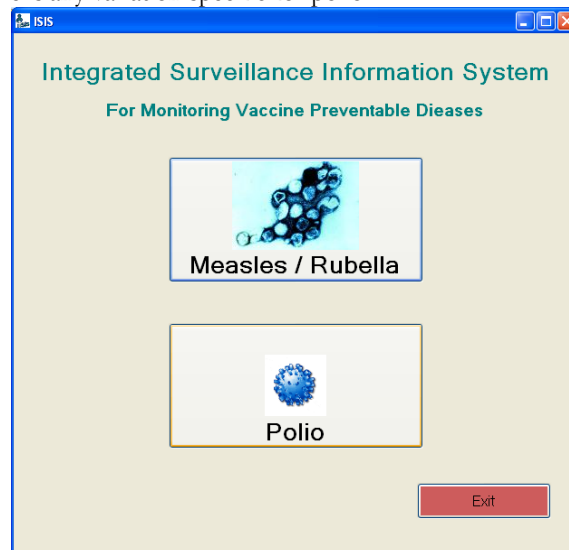 ISIS
Integrated Surveillance Information System
For Monitoring Vaccine Preventable Dieases
Measles / Rubella
Polio
Exit